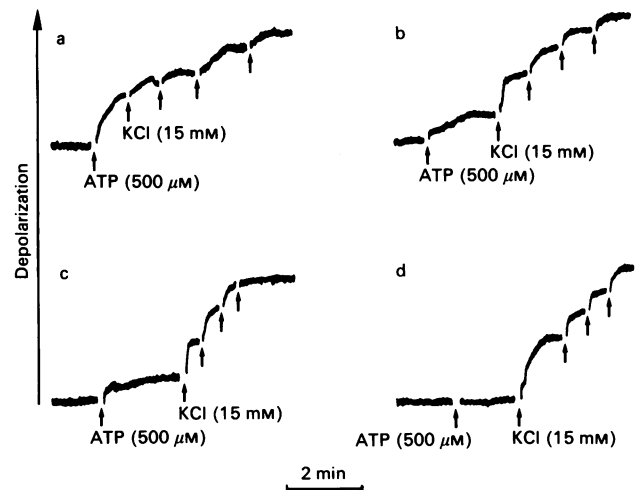 Depolarization
a
KCl (15 mM)
ATP (500 μM)
b
KCl (15 mM)
ATP (500 μM)
c
KCl (15 mM)
ATP (500 μM)
d
ATP (500 μM)
KCl (15 mM)
2 min